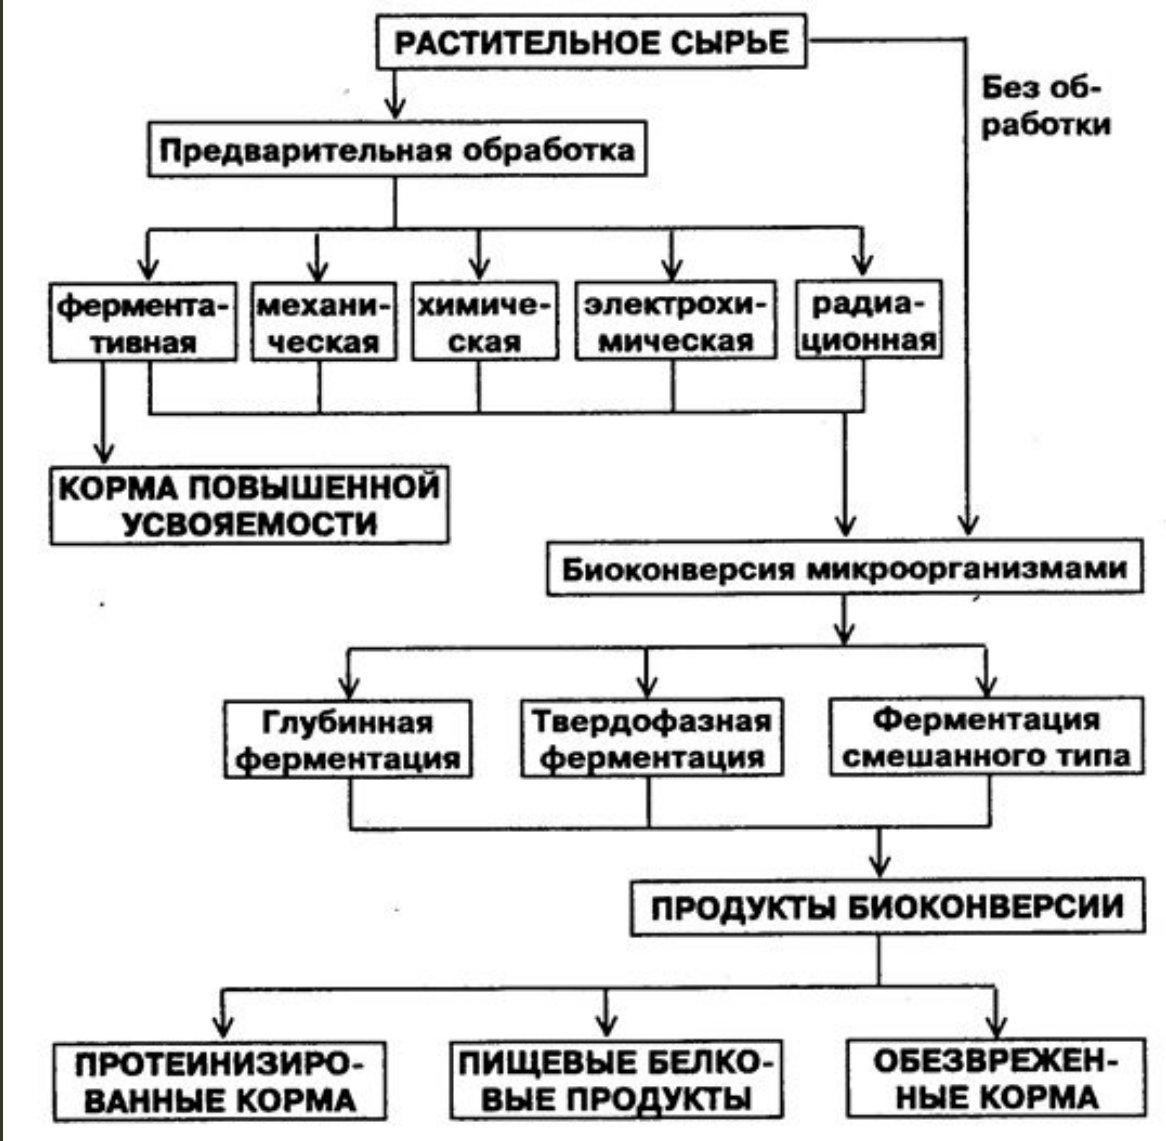 РАСТИТЕЛЬНОЕ СЫРЬЕ
Без об-
работки
Предварительная обработка
фермента-
тивная
механи-
ческая
химиче-
ская
электрохи-
мическая
радиа-
ционная
КОРМА ПОВЫШЕННОЙ
УСВОЯЕМОСТИ
Биоконверсия микроорганизмами
Глубинная
ферментация
Твердофазная
ферментация
Ферментация
смешанного типа
ПРОДУКТЫ БИОКОНВЕРСИИ
ПРОТЕИНИЗИРО-
ВАННЫЕ КОРМА
ПИЩЕВЫЕ БЕЛКО-
ВЫЕ ПРОДУКТЫ
ОБЕЗВРЕЖЕН-
НЫЕ КОРМА